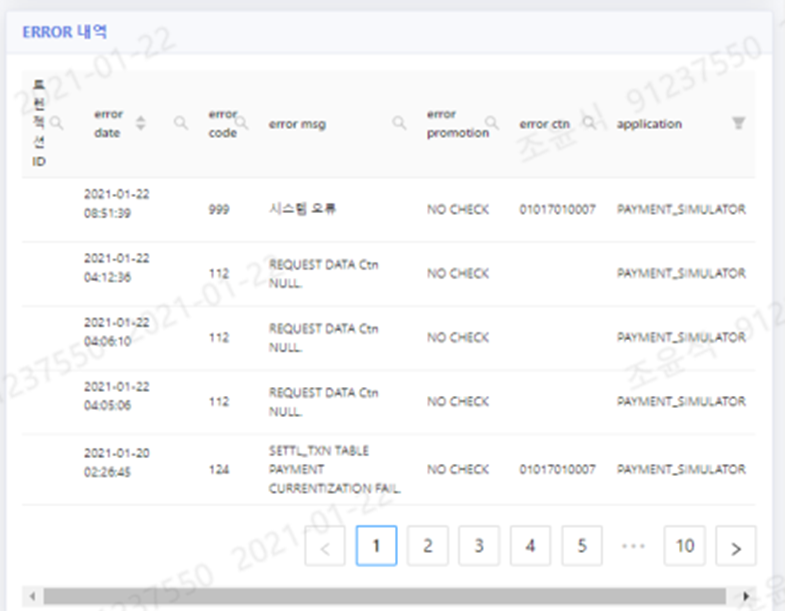 ERROR 내역
트
랜
잭
션
ID
error
date
error
code
error msg
error
promotion
error ctn
application
2021-01-22
08:51:39
999
시스템 오류
NO CHECK
01017010007
PAYMENT_SIMULATOR
2021-01-22
04:12:36
112
REQUEST DATA Ctn
NULL.
NO CHECK
PAYMENT_SIMULATOR
2021-01-22
04:06:10
112
REQUEST DATA Ctn
NULL.
NO CHECK
PAYMENT_SIMULATOR
2021-01-22
04:05:06
112
REQUEST DATA Ctn
NULL.
NO CHECK
PAYMENT_SIMULATOR
2021-01-20
02:26:45
124
SETTL_TXN TABLE
PAYMENT
CURRENTIZATION FAIL.
NO CHECK
01017010007
PAYMENT_SIMULATOR
< 1 2 3 4 5 ••• 10 >
2021-01-22
조윤식 91237550
91237550 2021-01-22
조윤식 912
2021-01-22
91237550